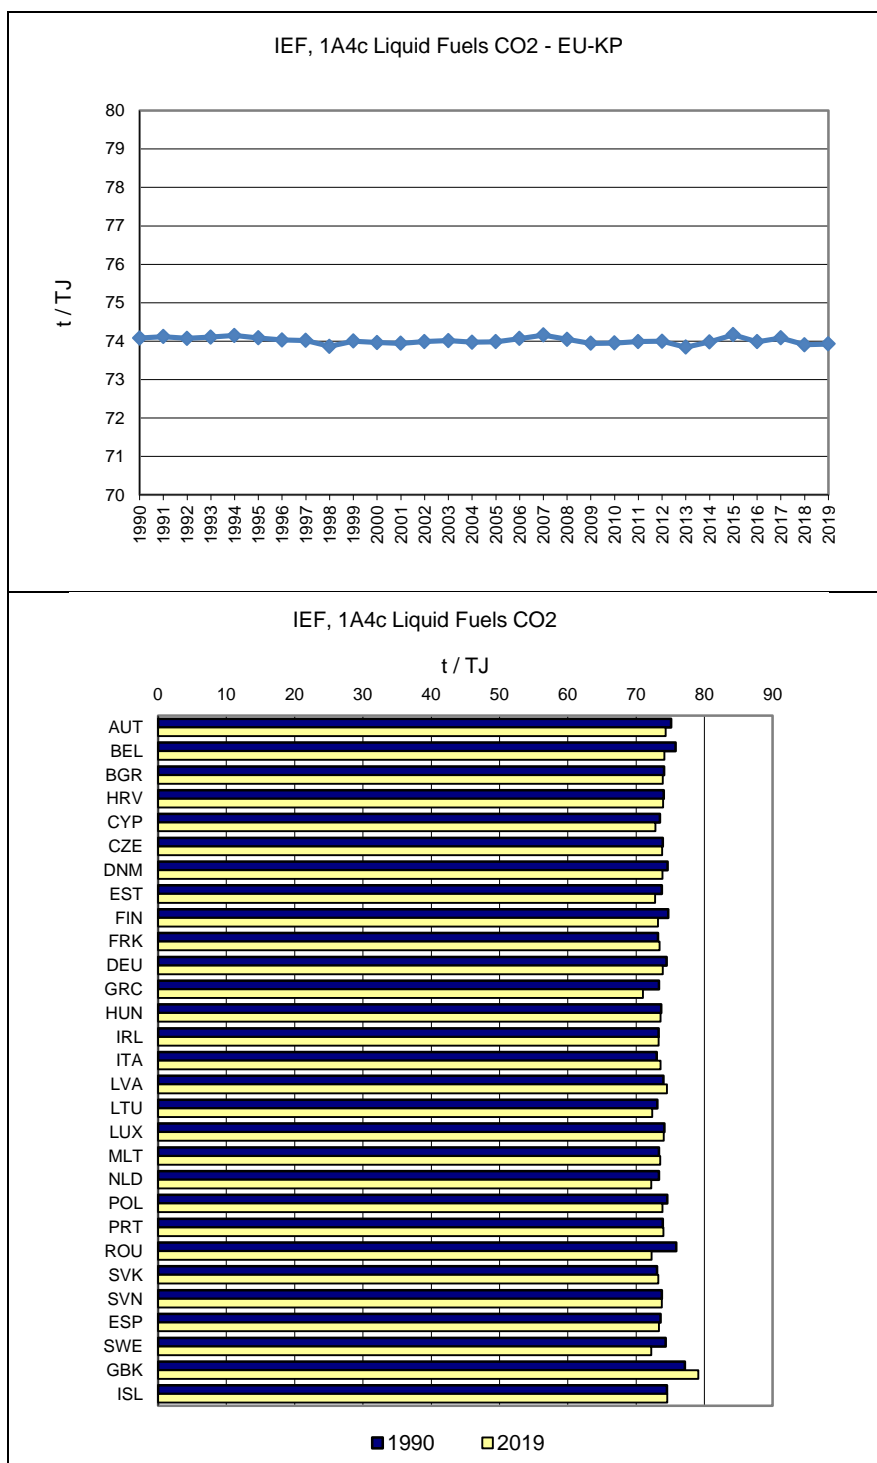 IEF, 1A4c Liquid Fuels CO2 - EU-KP
80
79
78
77
76
75
74
73
72
71
70
t / TJ
1990
1991
1992
1993
1994
1995
1996
1997
1998
1999
2000
2001
2002
2003
2004
2005
2006
2007
2008
2009
2010
2011
2012
2013
2014
2015
2016
2017
2018
2019
IEF, 1A4c Liquid Fuels CO2
t / TJ
0 10 20 30 40 50 60 70 80 90
AUT
BEL
BGR
HRV
CYP
CZE
DNM
EST
FIN
FRK
DEU
GRC
HUN
IRL
ITA
LVA
LTU
LUX
MLT
NLD
POL
PRT
ROU
SVK
SVN
ESP
SWE
GBK
ISL
1990 2019